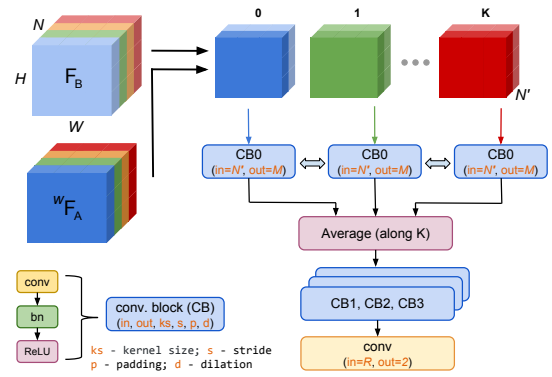 N
0
1
K
H
F_B
W
N'
wF_A
CB0
(in=N', out=M)
CB0
(in=N', out=M)
CB0
(in=N', out=M)
Average (along K)
conv
bn
ReLU
conv. block (CB)
(in, out, ks, s, p, d)
CB1, CB2, CB3
conv
(in=R, out=2)
ks - kernel size; s - stride
p - padding; d - dilation